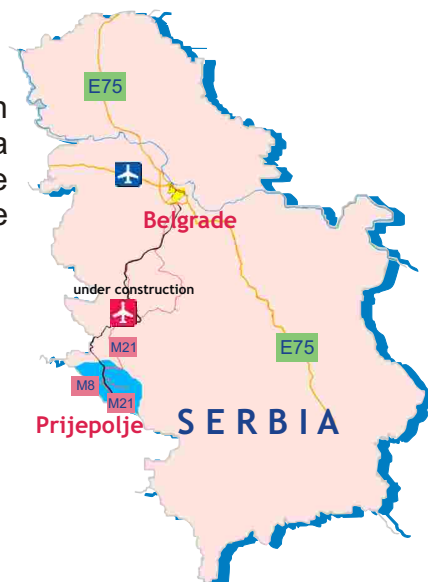 E75
n
a
e
e
Belgrade
under construction
M21
E75
M8
M21
Prijepolje
SERBIA